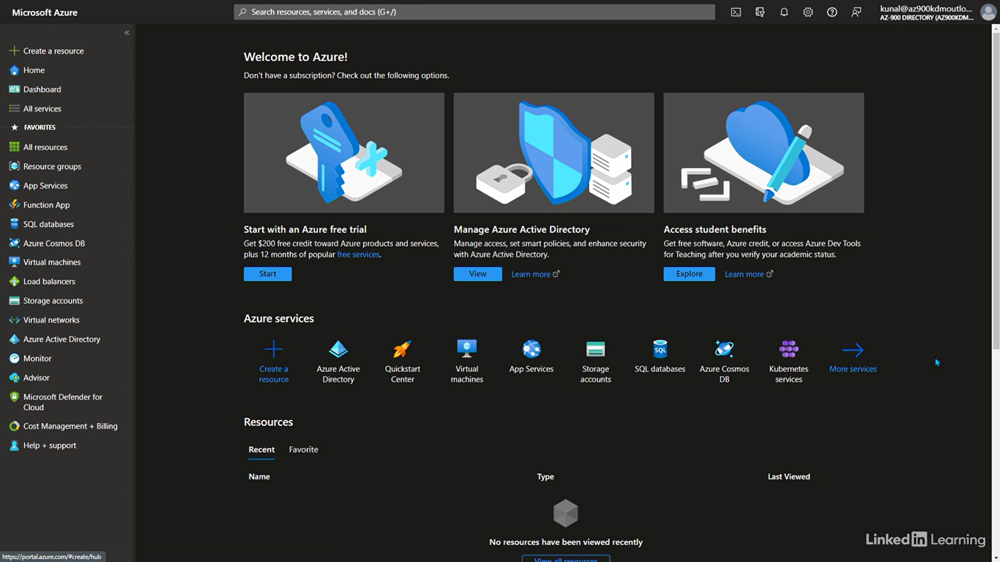 Microsoft Azure
Search resources, services, and docs (G+/)
kunal@az900kdmoutlo...
AZ-900 DIRECTORY (AZ900KDM...
«
Create a resource
Home
Dashboard
All services
FAVORITES
All resources
Resource groups
App Services
Function App
SQL databases
Azure Cosmos DB
Virtual machines
Load balancers
Storage accounts
Virtual networks
Azure Active Directory
Monitor
Advisor
Microsoft Defender for
Cloud
Cost Management + Billing
Help + support
Welcome to Azure!
Don't have a subscription? Check out the following options.
Start with an Azure free trial
Get $200 free credit toward Azure products and services,
plus 12 months of popular free services.
Start
Manage Azure Active Directory
Manage access, set smart policies, and enhance security
with Azure Active Directory.
View
Learn more
Access student benefits
Get free software, Azure credit, or access Azure Dev Tools
for Teaching after you verify your academic status.
Explore
Learn more
Azure services
Create a
resource
Azure Active
Directory
Quickstart
Center
Virtual
machines
App Services
Storage
accounts
SQL
SQL databases
Azure Cosmos
DB
Kubernetes
services
More services
Resources
Recent
Favorite
Name
Type
Last Viewed
No resources have been viewed recently
View all resources
https://portal.azure.com/#create/hub
Linked in Learning